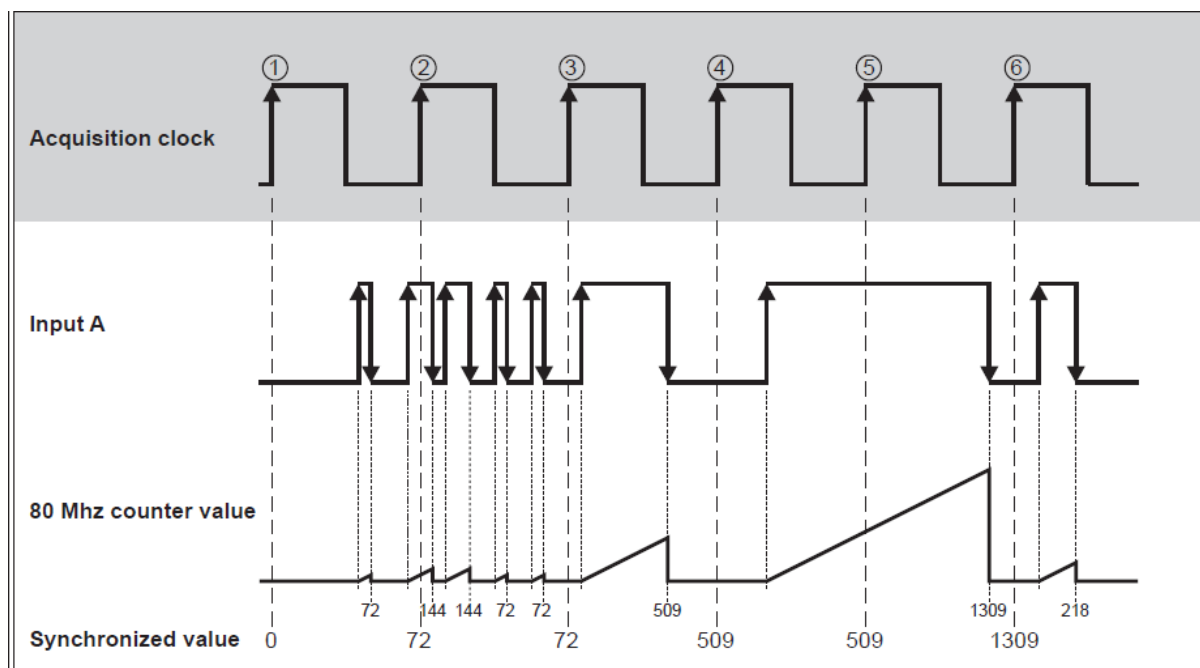 ① ② ③ ④ ⑤ ⑥
Acquisition clock
Input A
80 Mhz counter value
72 144 144 72 72 509 1309 218
Synchronized value 0 72 72 509 509 1309